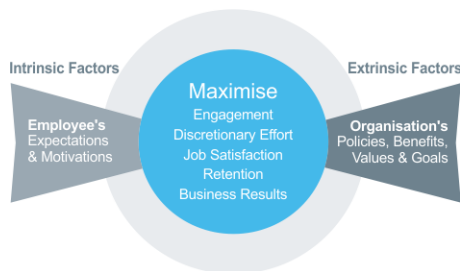 Intrinsic Factors
Extrinsic Factors
Employee's
Expectations
& Motivations
Maximise
Engagement
Discretionary Effort
Job Satisfaction
Retention
Business Results
Organisation's
Policies, Benefits,
Values & Goals